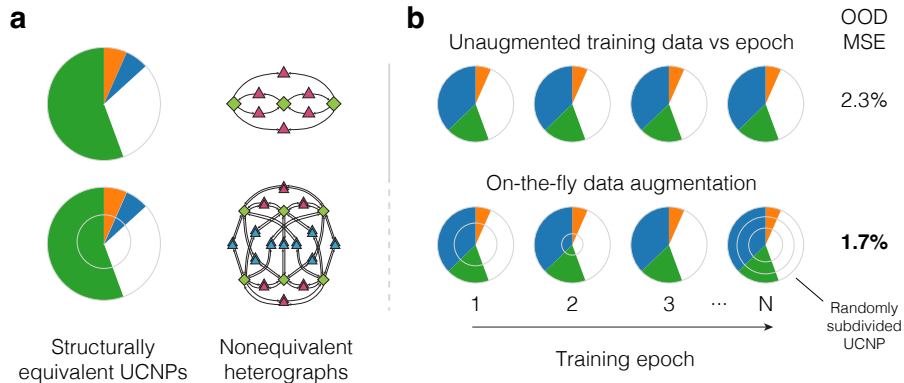 a
Structurally
equivalent UCNPs
Nonequivalent
heterographs
b
Unaugmented training data vs epoch
OOD
MSE
2.3%
On-the-fly data augmentation
1.7%
1 2 3 ... N
Training epoch
Randomly
subdivided
UCNP